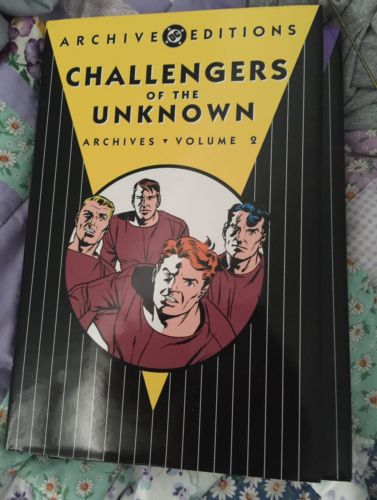 ARCHIVE DC EDITIONS
CHALLENGERS
OF THE
UNKNOWN
ARCHIVES ▾ VOLUME 2